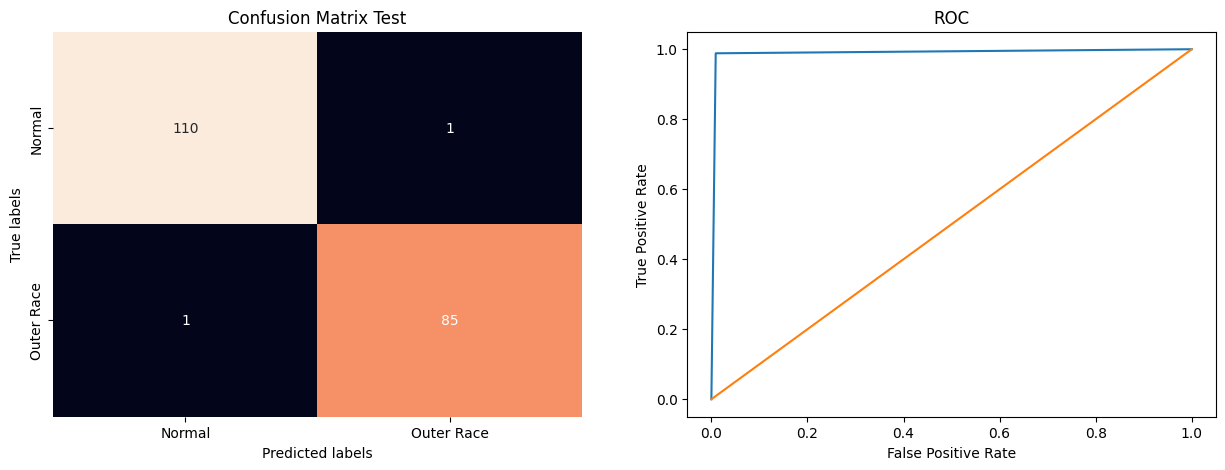 Confusion Matrix Test
Normal
110
1
True labels
Outer Race
1
85
Normal
Outer Race
Predicted labels
ROC
1.0
0.8
0.6
0.4
0.2
0.0
True Positive Rate
0.0
0.2
0.4
0.6
0.8
1.0
False Positive Rate